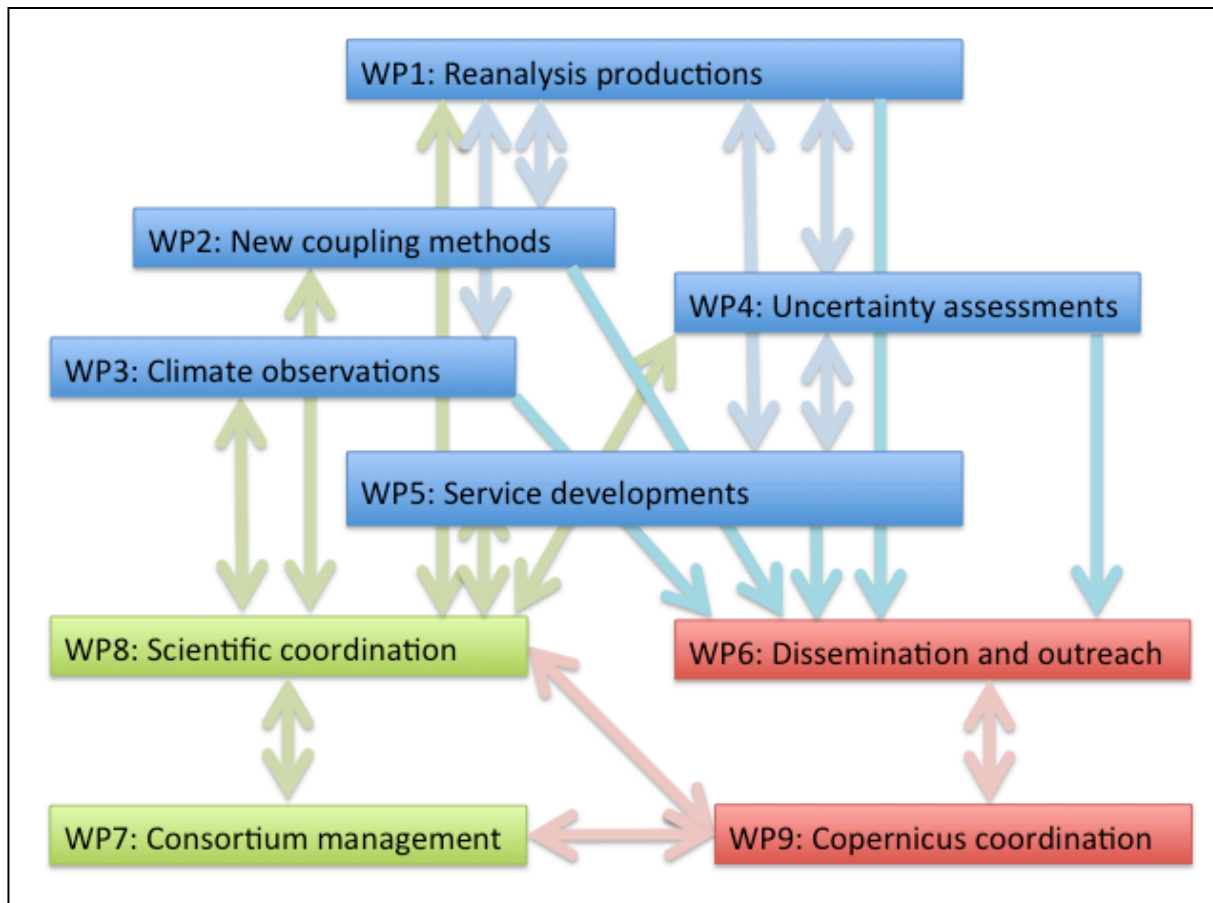 WP1: Reanalysis productions
WP2: New coupling methods
WP4: Uncertainty assessments
WP3: Climate observations
WP5: Service developments
WP8: Scientific coordination
WP6: Dissemination and outreach
WP7: Consortium management
WP9: Copernicus coordination